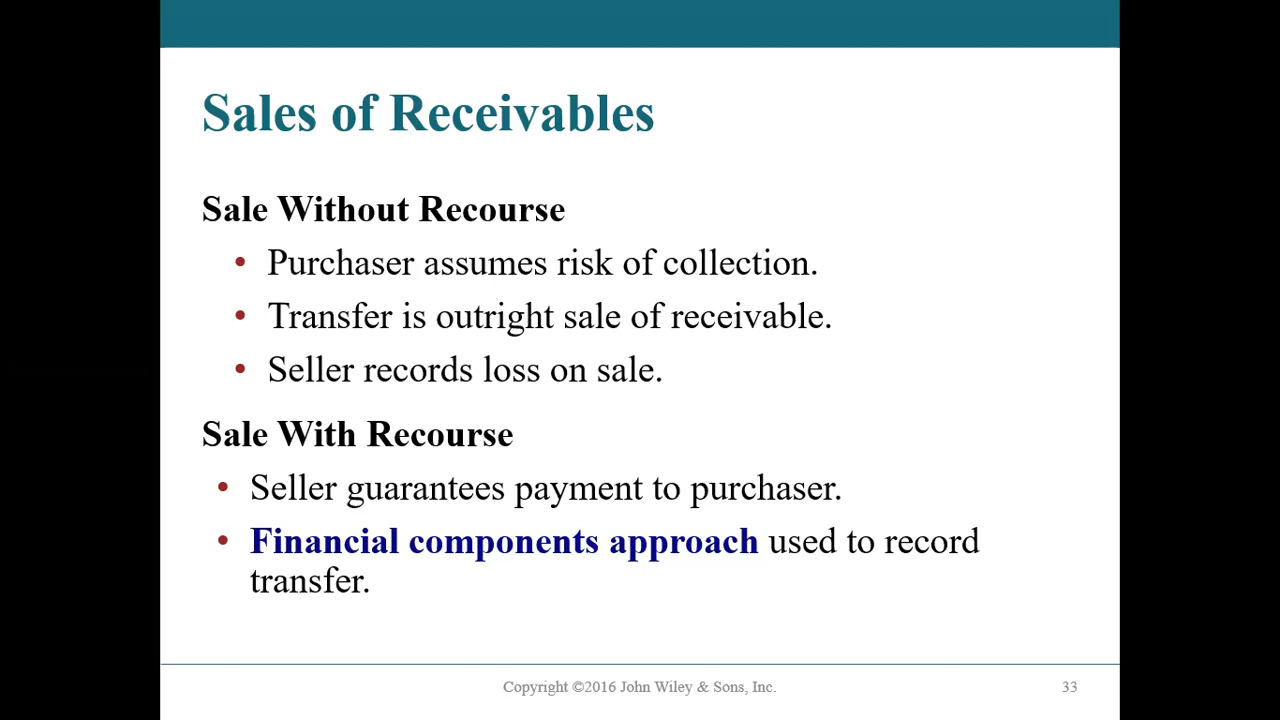 Sales of Receivables
Sale Without Recourse
• Purchaser assumes risk of collection.
• Transfer is outright sale of receivable.
• Seller records loss on sale.
Sale With Recourse
• Seller guarantees payment to purchaser.
• Financial components approach used to record
transfer.
Copyright ©2016 John Wiley & Sons, Inc.
33